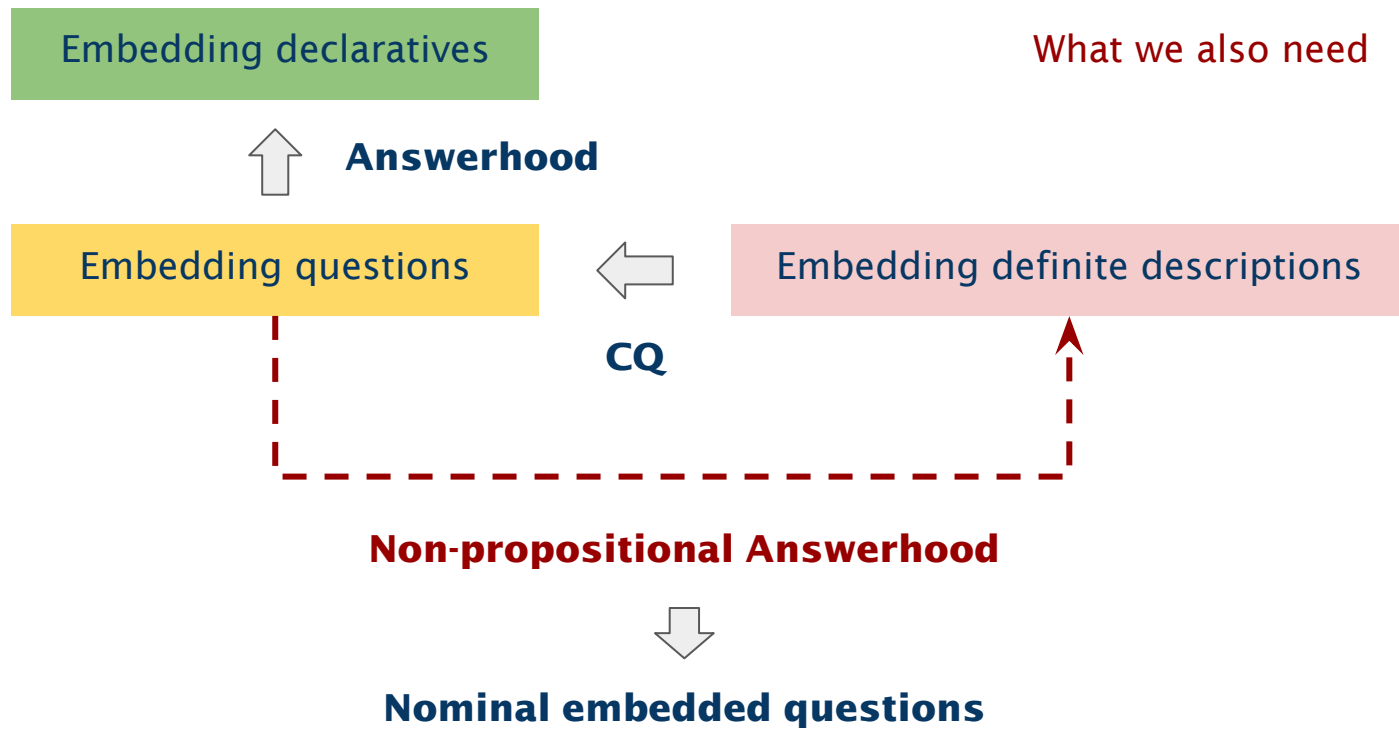 Embedding declaratives
What we also need
Answerhood
Embedding questions
Embedding definite descriptions
CQ
Non-propositional Answerhood
Nominal embedded questions